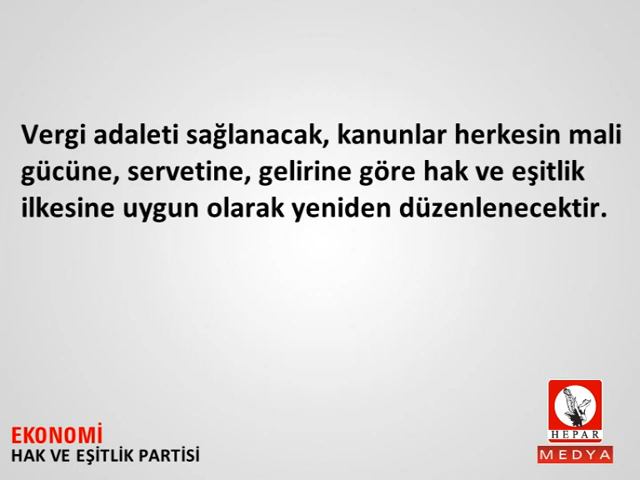 Vergi adaleti sağlanacak, kanunlar herkesin mali
gücüne, servetine, gelirine göre hak ve eşitlik
ilkesine uygun olarak yeniden düzenlenecektir.
EKONOMİ
HAK VE EŞİTLİK PARTİSİ
HEPAR
MEDYA